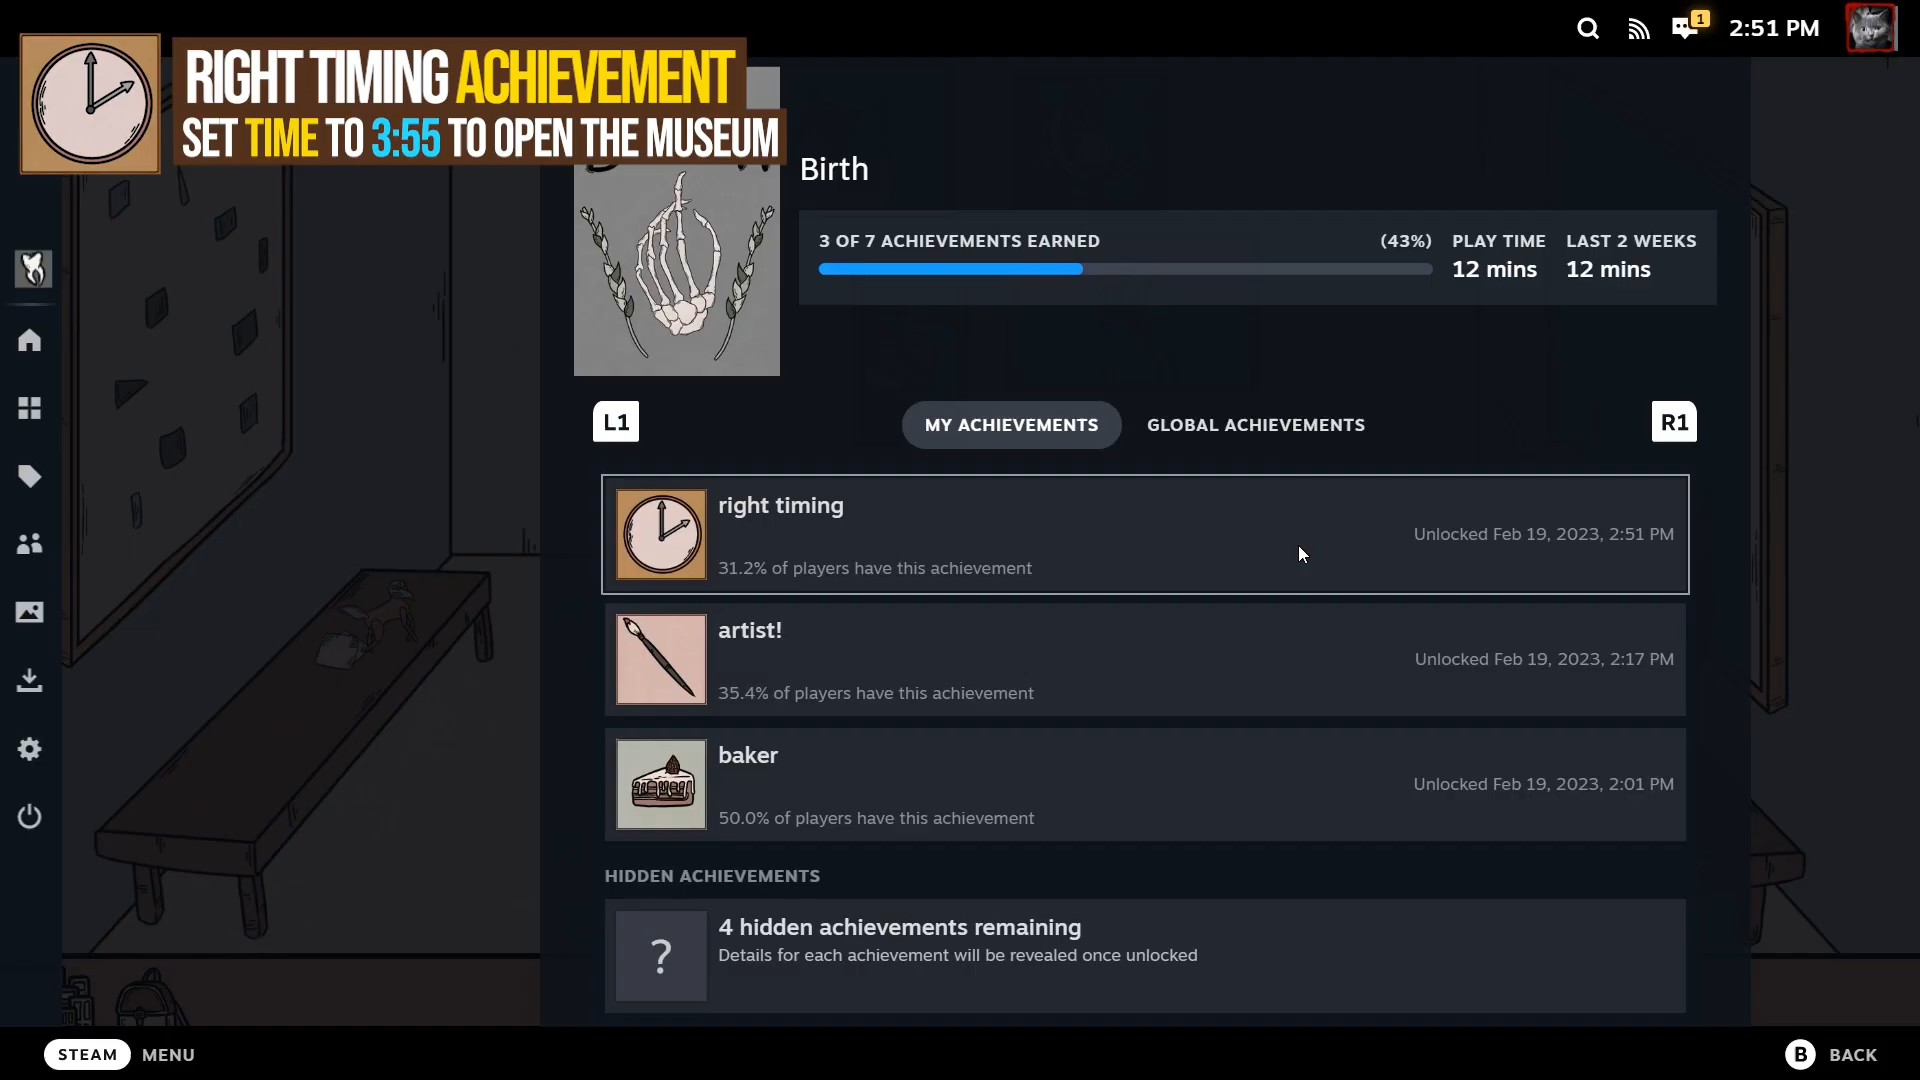 1
2:51 PM
RIGHT TIMING ACHIEVEMENT
SET TIME TO 3:55 TO OPEN THE MUSEUM
Birth
3 OF 7 ACHIEVEMENTS EARNED (43%)
PLAY TIME
12 mins
LAST 2 WEEKS
12 mins
L1
MY ACHIEVEMENTS
GLOBAL ACHIEVEMENTS
R1
right timing
Unlocked Feb 19, 2023, 2:51 PM
31.2% of players have this achievement
artist!
Unlocked Feb 19, 2023, 2:17 PM
35.4% of players have this achievement
baker
Unlocked Feb 19, 2023, 2:01 PM
50.0% of players have this achievement
HIDDEN ACHIEVEMENTS
?
4 hidden achievements remaining
Details for each achievement will be revealed once unlocked
STEAM MENU
B BACK